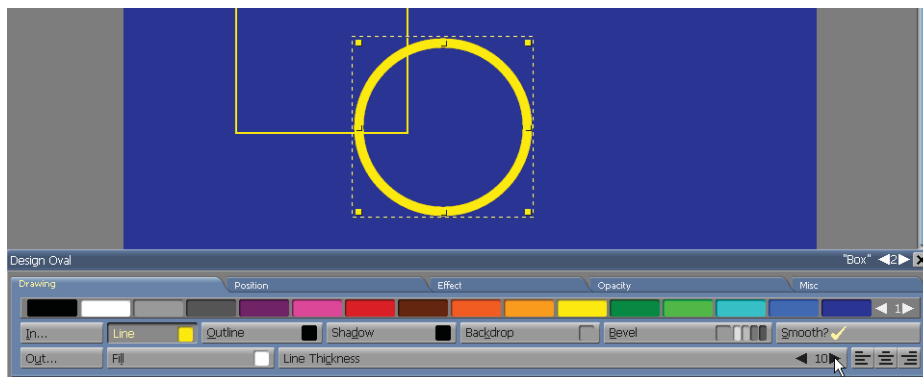 Design Oval "Box" 2
Drawing Position Effect Opacity Misc
1
In... Line Outline Shadow Backdrop Bevel Smooth?
Out... Fill Line Thickness 10